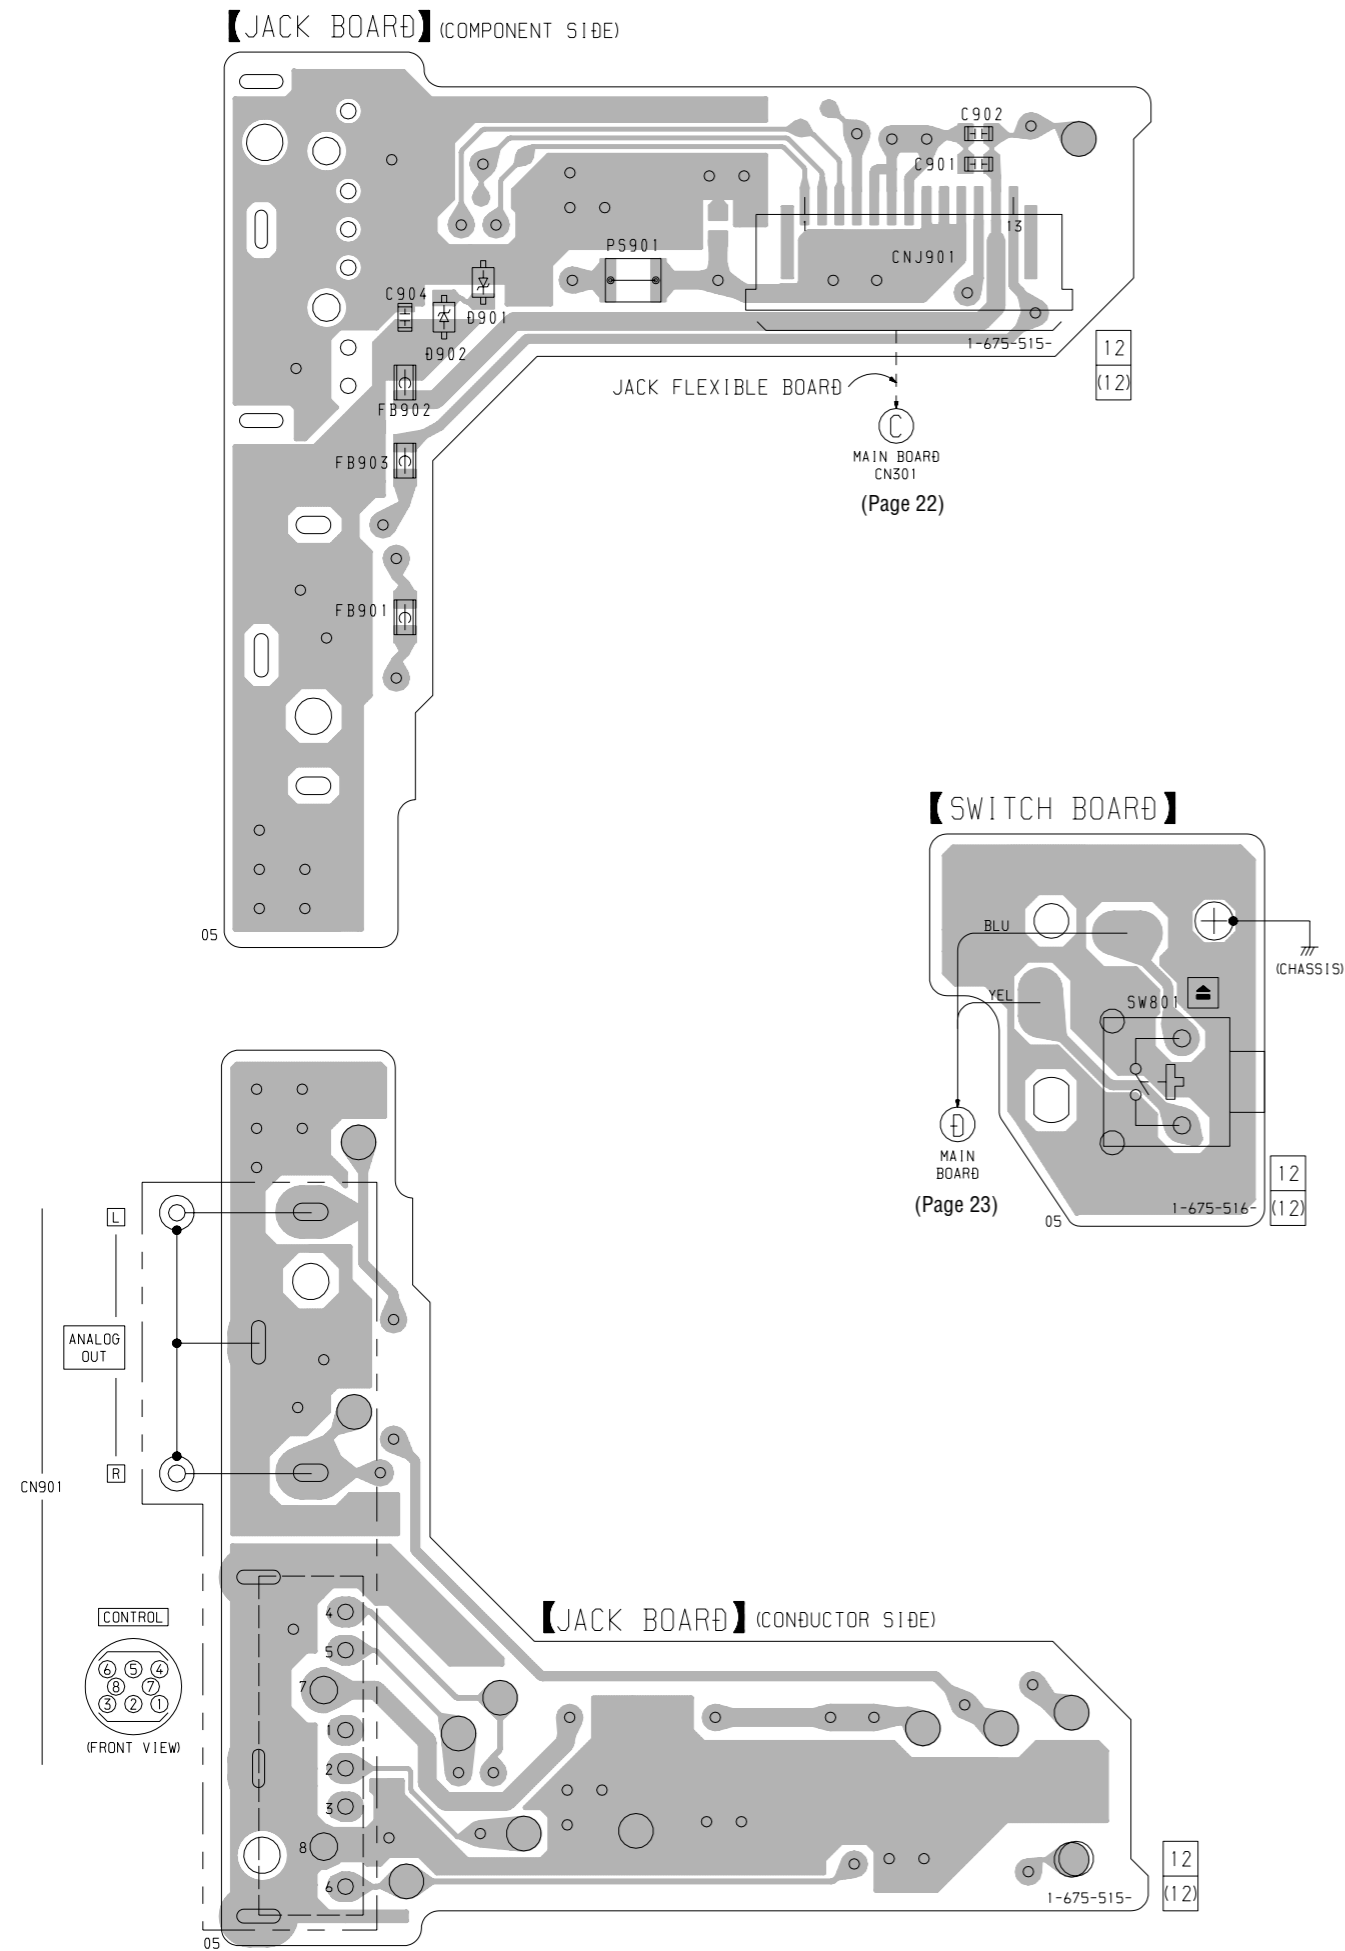 【JACK BOARD】(COMPONENT SIDE)
C902
C901
1
13
PS901
CNJ901
C904
D901
D902
1-675-515-
12
(12)
JACK FLEXIBLE BOARD
FB902
C
MAIN BOARD
CN301
(Page 22)
FB903
FB901
05
【SWITCH BOARD】
BLU
(CHASSIS)
YEL
SW801
D
MAIN
BOARD
(Page 23)
12
(12)
1-675-516-
05
L
ANALOG
OUT
R
CN901
【JACK BOARD】(CONDUCTOR SIDE)
CONTROL
6 5 4
8 7
3 2 1
(FRONT VIEW)
4
5
7
1
2
3
8
6
12
(12)
1-675-515-
05